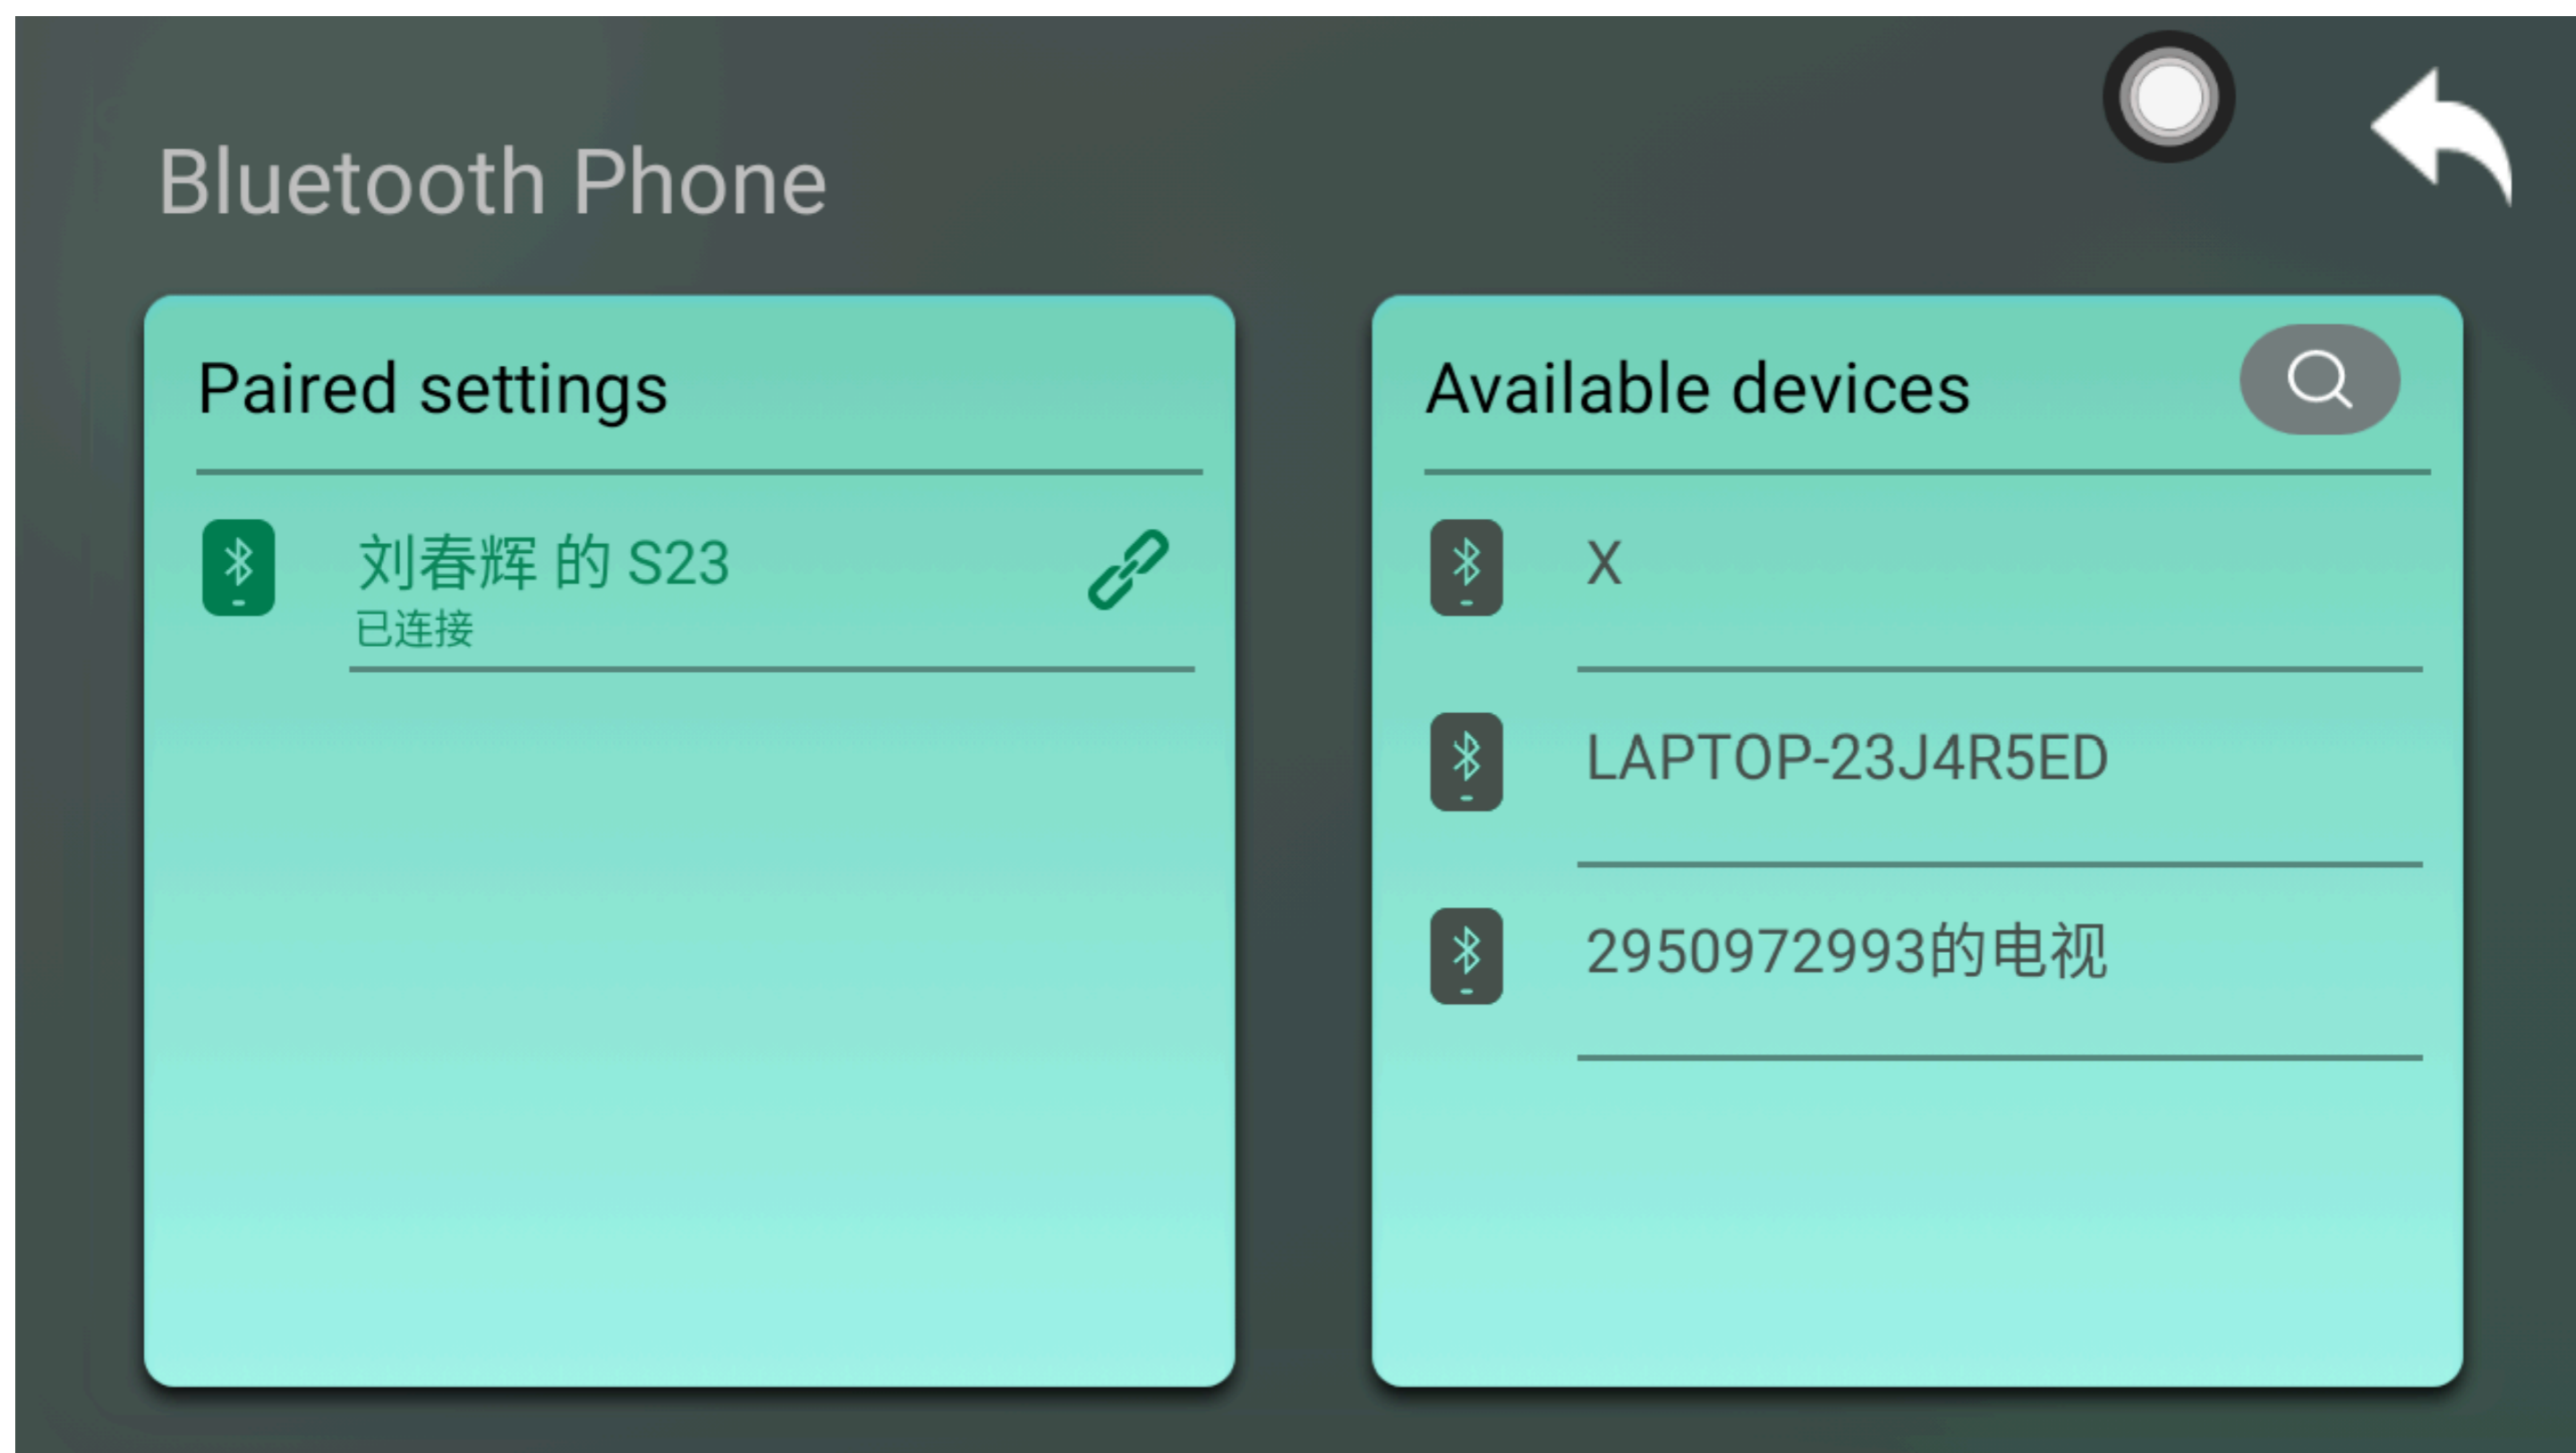 Bluetooth Phone
Paired settings
刘春辉 的 S23
已连接
Available devices
X
LAPTOP-23J4R5ED
2950972993的电视